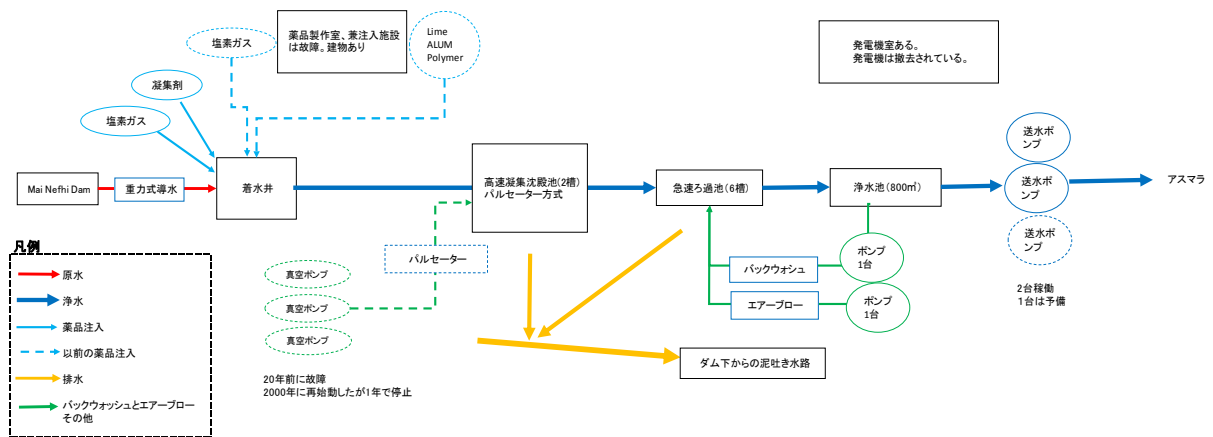 塩素ガス
薬品製作室、兼注入施設
は故障。建物あり
Lime
ALUM
Polymer
発電機室ある。
発電機は撤去されている。
凝集剤
塩素ガス
Mai Nefhi Dam
重力式導水
着水井
高速凝集沈殿池(2槽)
パルセーター方式
急速ろ過池(6槽)
浄水池(800㎥)
送水ポ
ンプ
送水ポ
ンプ
送水ポ
ンプ
アスマラ
2台稼働
1台は予備
パルセーター
真空ポンプ
真空ポンプ
真空ポンプ
20年前に故障
2000年に再始動したが1年で停止
バックウォシュ
エアーブロー
ポンプ
1台
ポンプ
1台
ダム下からの泥吐き水路
凡例
原水
浄水
薬品注入
以前の薬品注入
排水
バックウォッシュとエアーブロー
その他